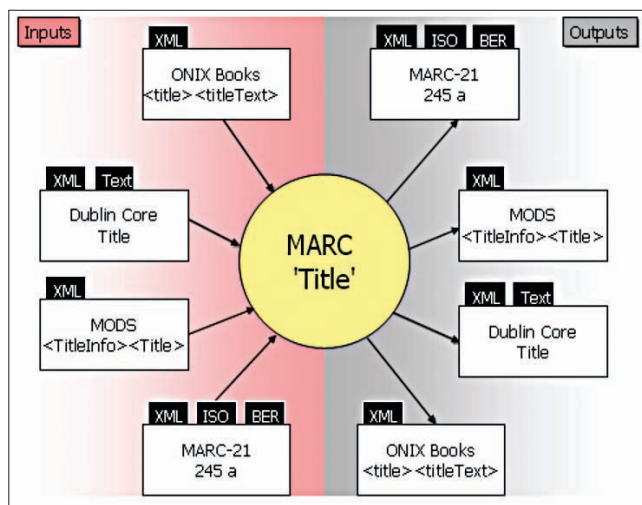 Inputs
XML
ONIX Books
<title> <titleText>
XML Text
Dublin Core
Title
XML
MODS
<TitleInfo><Title>
XML ISO BER
MARC-21
245 a
MARC
'Title'
Outputs
XML ISO BER
MARC-21
245 a
XML
MODS
<TitleInfo><Title>
XML Text
Dublin Core
Title
XML
ONIX Books
<title> <titleText>